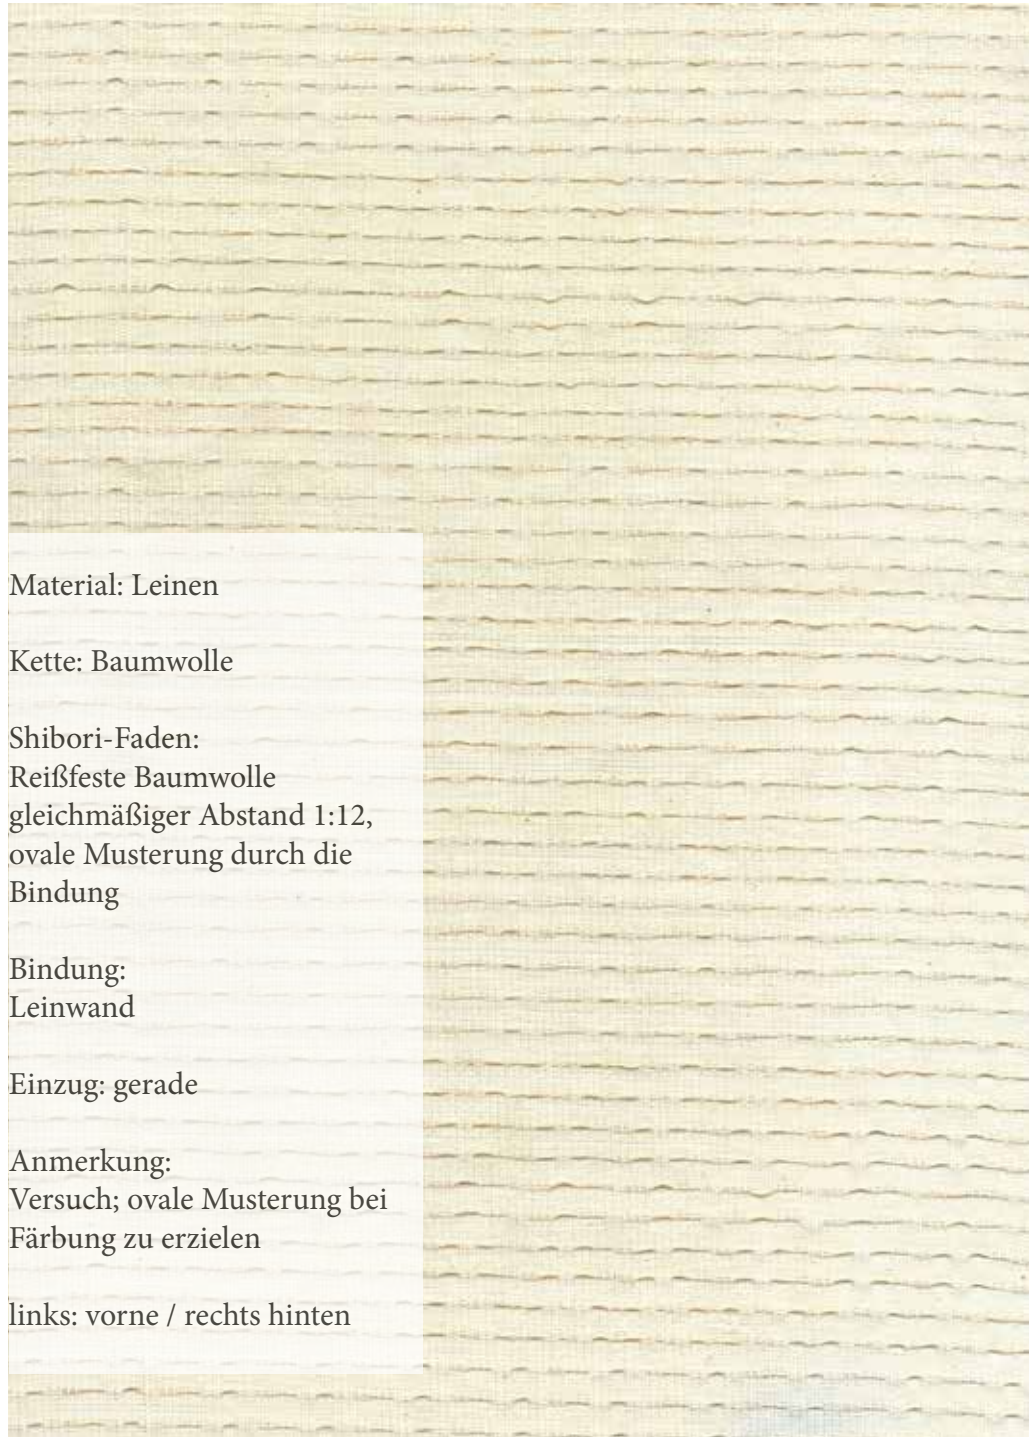 Material: Leinen
Kette: Baumwolle
Shibori-Faden:
Reißfeste Baumwolle
gleichmäßiger Abstand 1:12,
ovale Musterung durch die
Bindung
Bindung:
Leinwand
Einzug: gerade
Anmerkung:
Versuch; ovale Musterung bei
Färbung zu erzielen
links: vorne / rechts hinten